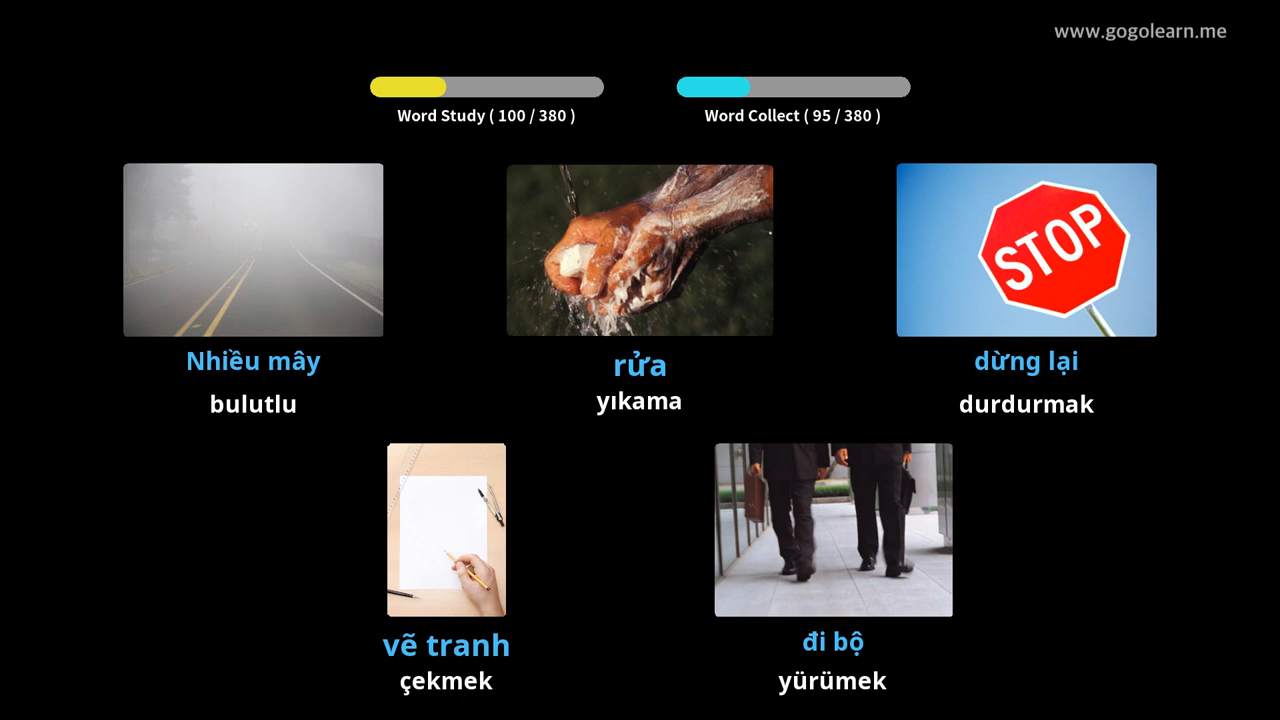 www.gogolearn.me
Word Study ( 100 / 380 )
Word Collect ( 95 / 380 )
STOP
Nhiều mây
bulutlu
rửa
yıkama
dừng lại
durdurmak
vẽ tranh
çekmek
đi bộ
yürümek